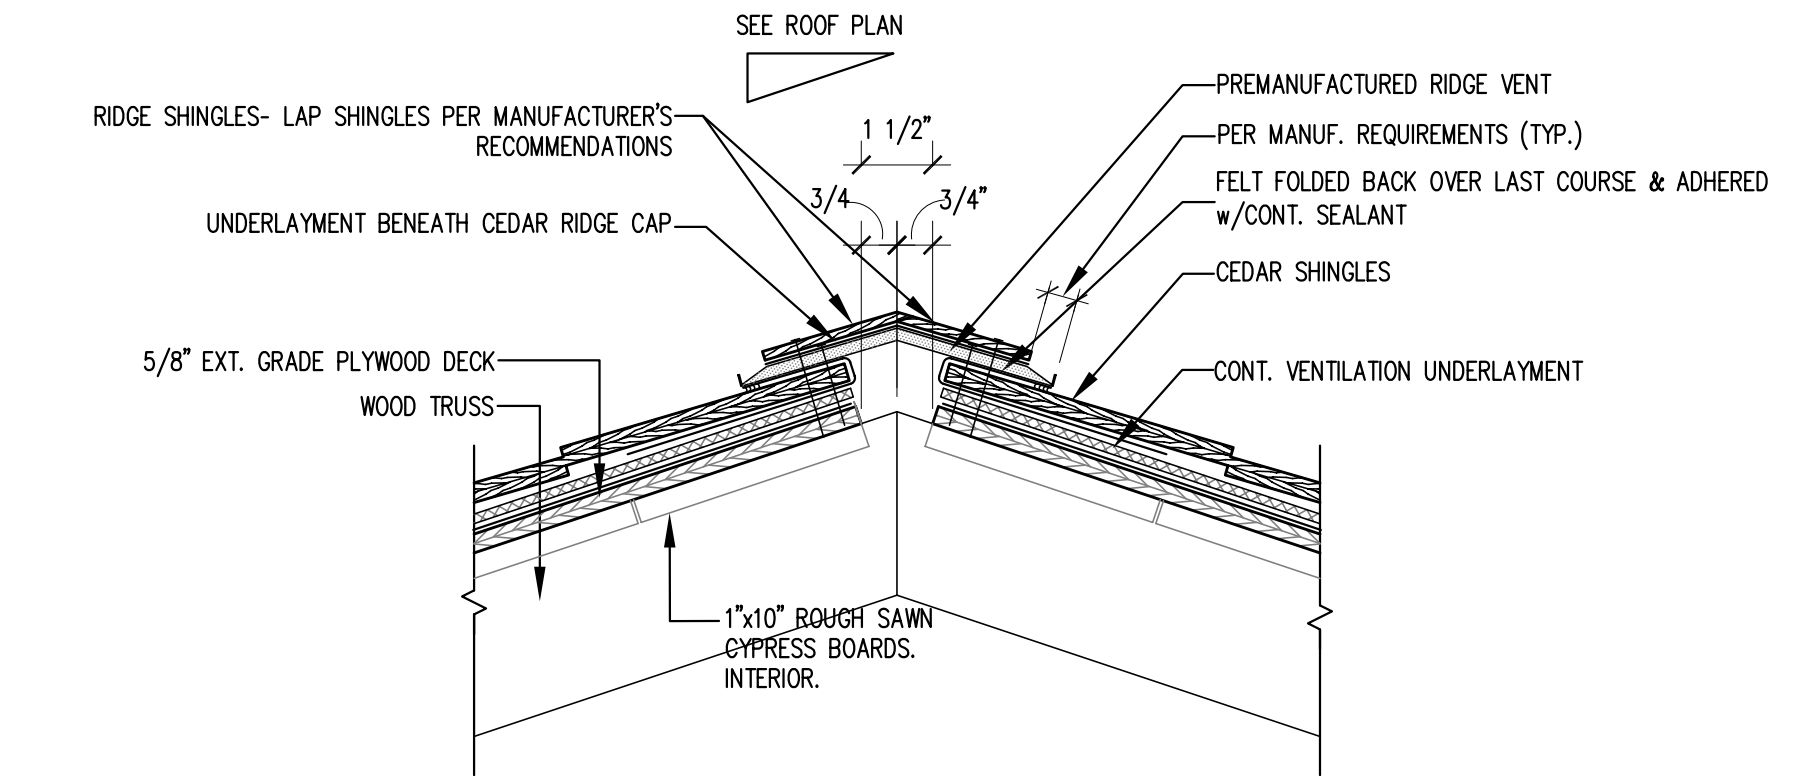 SEE ROOF PLAN
RIDGE SHINGLES- LAP SHINGLES PER MANUFACTURER'S
RECOMMENDATIONS
UNDERLAYMENT BENEATH CEDAR RIDGE CAP
5/8" EXT. GRADE PLYWOOD DECK
WOOD TRUSS
1 1/2"
3/4
3/4"
PREMANUFACTURED RIDGE VENT
PER MANUF. REQUIREMENTS (TYP.)
FELT FOLDED BACK OVER LAST COURSE & ADHERED
w/CONT. SEALANT
CEDAR SHINGLES
CONT. VENTILATION UNDERLAYMENT
1"x10" ROUGH SAWN
CYPRESS BOARDS.
INTERIOR.